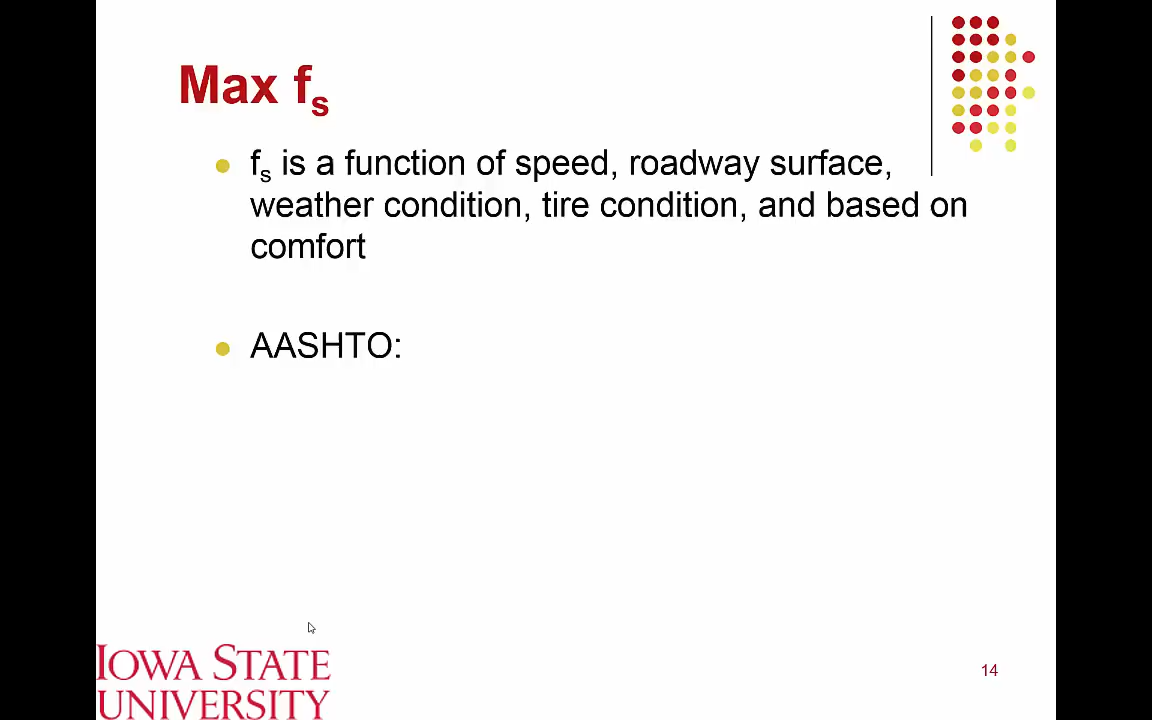 Max fs
fs is a function of speed, roadway surface,
weather condition, tire condition, and based on
comfort
AASHTO:
IOWA STATE
UNIVERSITY
14